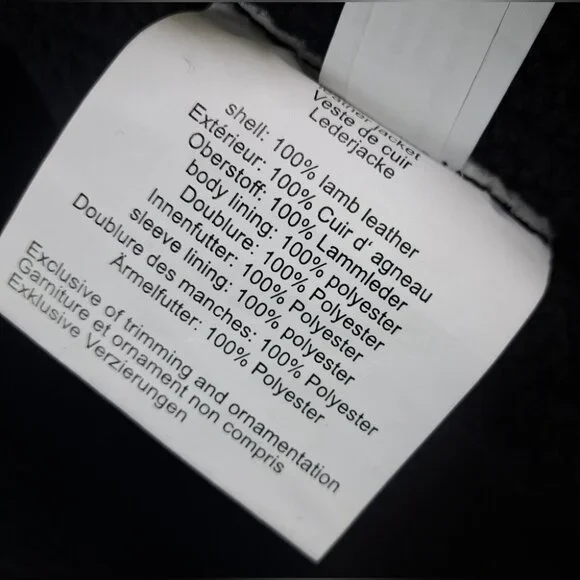 leather jacket
Veste de cuir
Lederjacke
shell: 100% lamb leather
Extérieur: 100% Cuir d' agneau
Oberstoff: 100% Lammleder
body lining: 100% polyester
Doublure: 100% Polyester
Innenfutter: 100% Polyester
sleeve lining: 100% polyester
Doublure des manches: 100% Polyester
Ärmelfutter: 100% Polyester
Exclusive of trimming and ornamentation
Garniture et ornament non compris
Exklusive Verzierungen